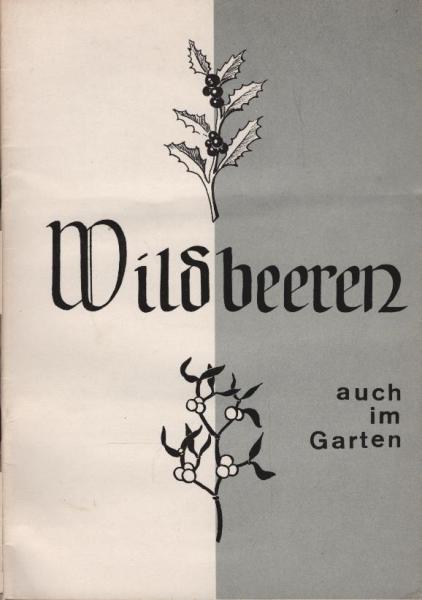 Wildbeeren
auch
im
Garten